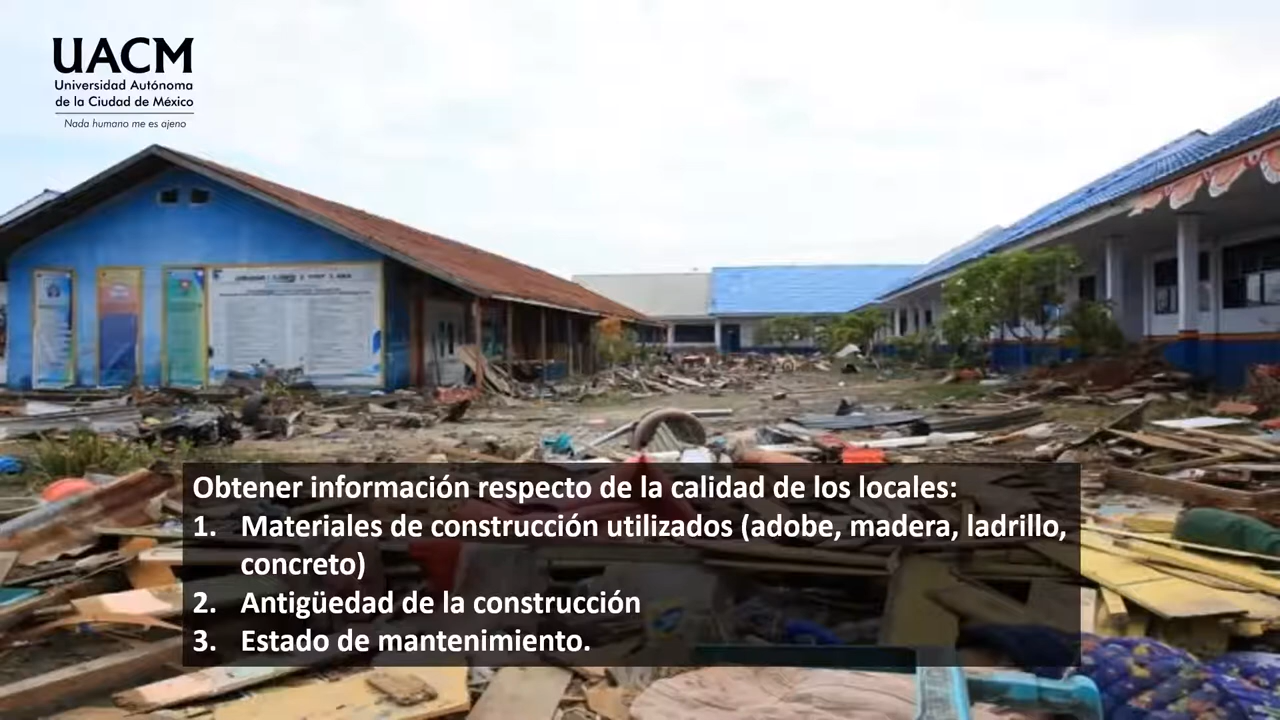 UACM
Universidad Autónoma
de la Ciudad de México
Nada humano me es ajeno
Obtener información respecto de la calidad de los locales:
1. Materiales de construcción utilizados (adobe, madera, ladrillo,
concreto)
2. Antigüedad de la construcción
3. Estado de mantenimiento.